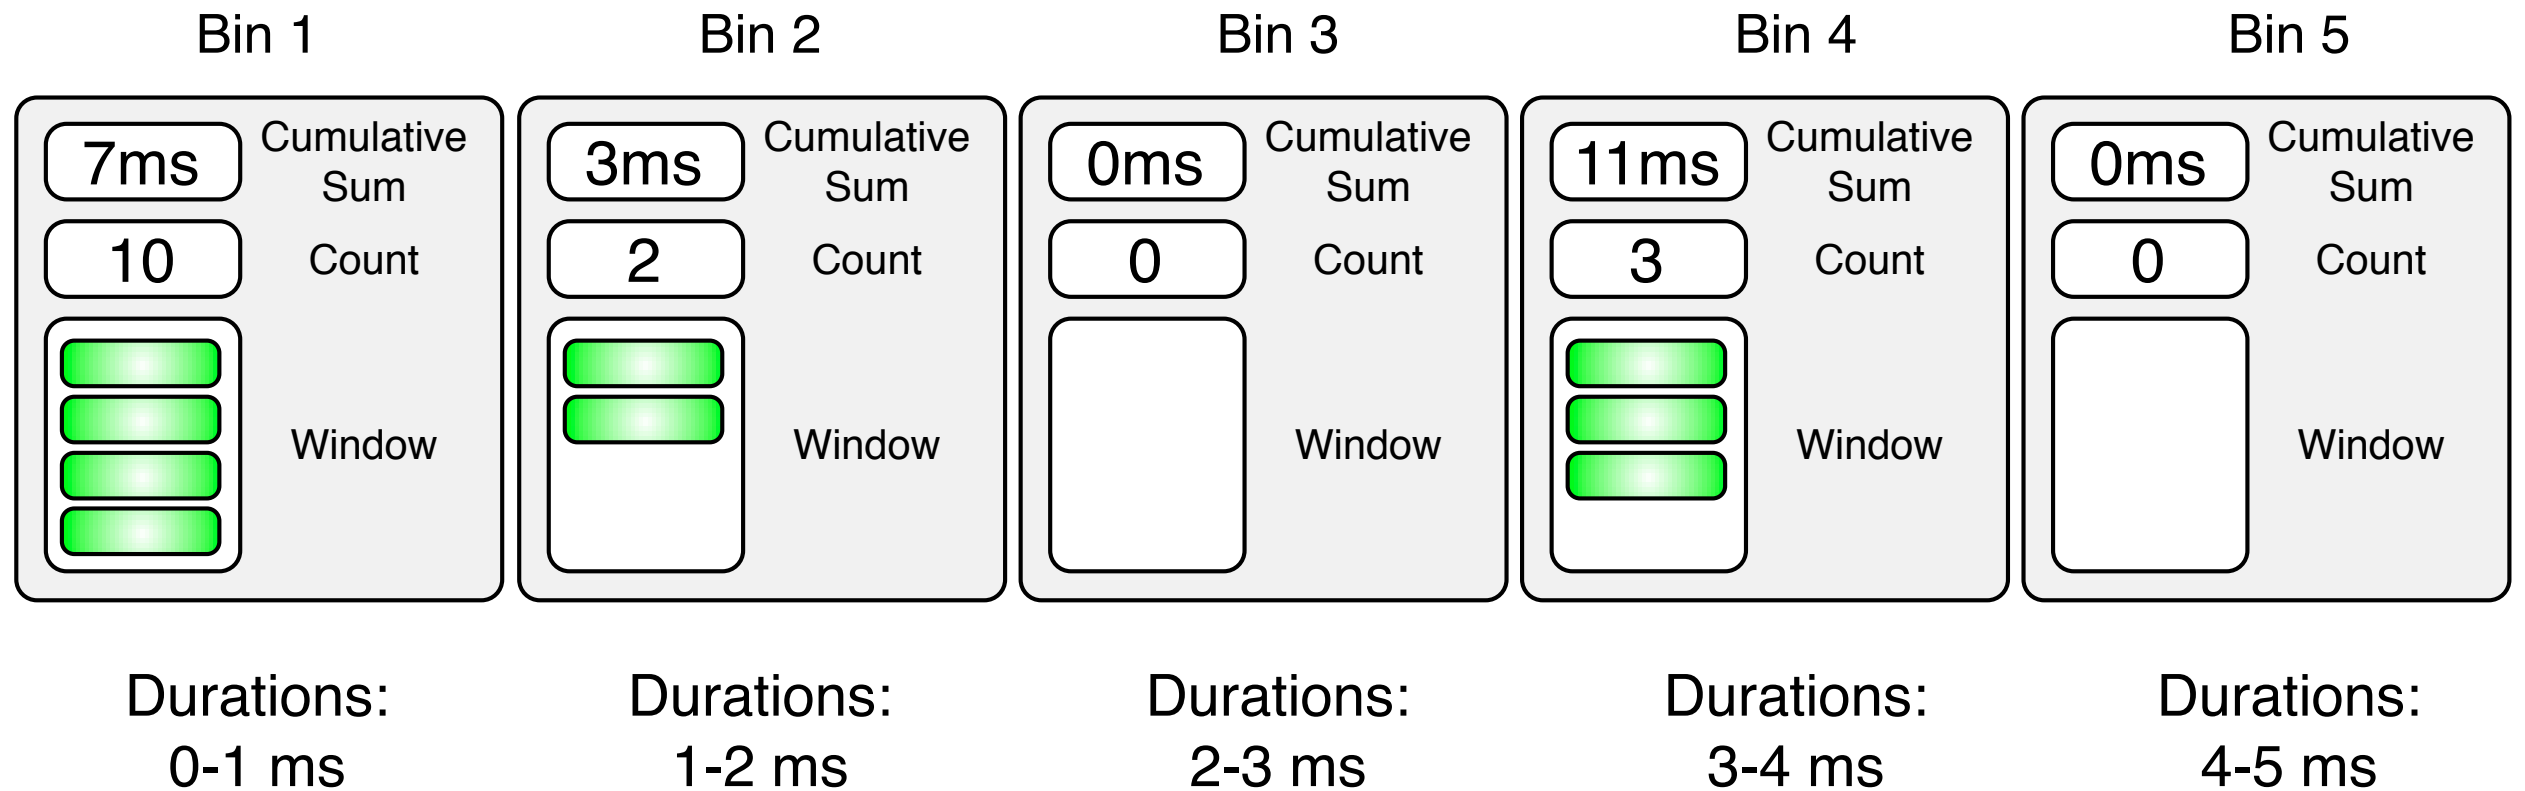 Bin 1
Bin 2
Bin 3
Bin 4
Bin 5
7ms
Cumulative
Sum
10
Count
Window
3ms
Cumulative
Sum
2
Count
Window
0ms
Cumulative
Sum
0
Count
Window
11ms
Cumulative
Sum
3
Count
Window
0ms
Cumulative
Sum
0
Count
Window
Durations:
0-1 ms
Durations:
1-2 ms
Durations:
2-3 ms
Durations:
3-4 ms
Durations:
4-5 ms